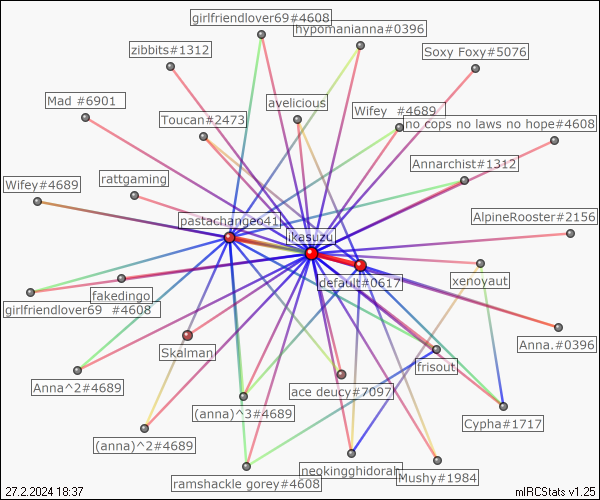 girlfriendlover69#4608
hypomanianna#0396
zibbits#1312
Soxy Foxy#5076
Mad #6901
avelicious
Toucan#2473
Wifey #4689
no cops no laws no hope#4608
Annarchist#1312
rattgaming
Wifey#4689
pastachangeo41
AlpineRooster#2156
ikasuzu
default#0617
xenoyaut
fakedingo
girlfriendlover69 #4608
Anna.#0396
Skalman
frisout
Anna^2#4689
ace deucy#7097
(anna)^3#4689
Cypha#1717
(anna)^2#4689
neokingghidorah
Mushy#1984
ramshackle gorey#4608
27.2.2024 18:37
mIRCStats v1.25